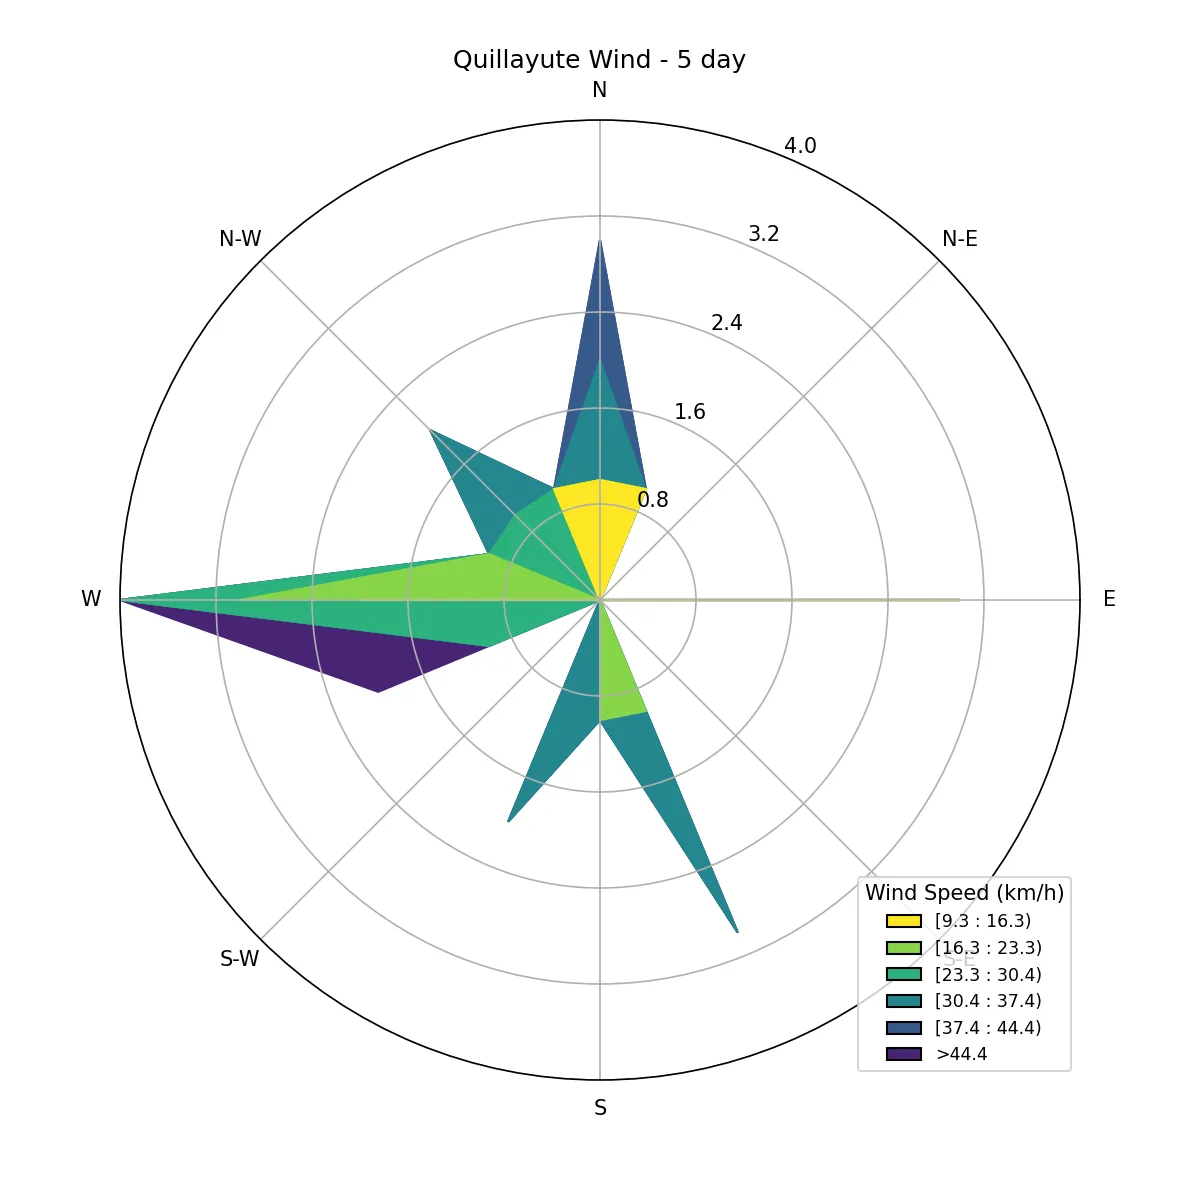 Quillayute Wind - 5 day
N
4.0
N-W
3.2
N-E
2.4
1.6
0.8
W
E
Wind Speed (km/h)
[9.3 : 16.3)
[16.3 : 23.3)
S-W
S-E
[23.3 : 30.4)
[30.4 : 37.4)
[37.4 : 44.4)
>44.4
S